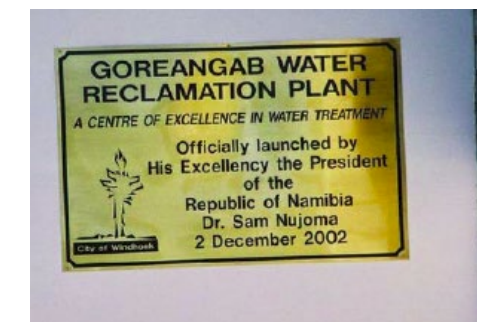 GOREANGAB WATER
RECLAMATION PLANT
A CENTRE OF EXCELLENCE IN WATER TREATMENT
Officially launched by
His Excellency the President
of the
Republic of Namibia
Dr. Sam Nujoma
2 December 2002
City of Windhoek